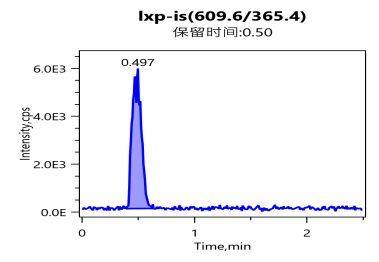 lxp-is(609.6/365.4)
保留时间:0.50
0.497
6.0E3
4.0E3
2.0E3
0.0E
Intensity,cps
0
1
2
Time,min